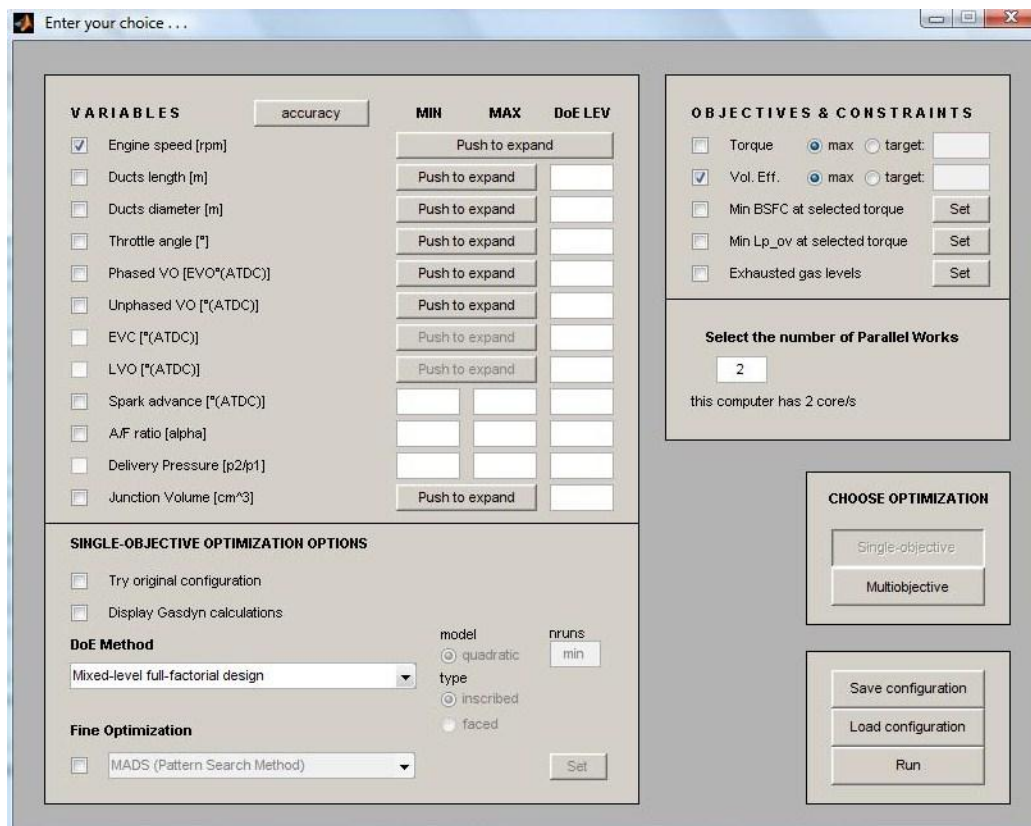 Enter your choice . . .
VARIABLES accuracy MIN MAX DoE LEV
Engine speed [rpm] Push to expand
Ducts length [m] Push to expand
Ducts diameter [m] Push to expand
Throttle angle [°] Push to expand
Phased VO [EVO°(ATDC)] Push to expand
Unphased VO [°(ATDC)] Push to expand
EVC [°(ATDC)] Push to expand
LVO [°(ATDC)] Push to expand
Spark advance [°(ATDC)]
A/F ratio [alpha]
Delivery Pressure [p2/p1]
Junction Volume [cm^3] Push to expand
SINGLE-OBJECTIVE OPTIMIZATION OPTIONS
Try original configuration
Display Gasdyn calculations
DoE Method
Mixed-level full-factorial design
model nruns
quadratic min
type
inscribed
faced
Fine Optimization
MADS (Pattern Search Method) Set
OBJECTIVES & CONSTRAINTS
Torque max target:
Vol. Eff. max target:
Min BSFC at selected torque Set
Min Lp_ov at selected torque Set
Exhausted gas levels Set
Select the number of Parallel Works
2
this computer has 2 core/s
CHOOSE OPTIMIZATION
Single-objective
Multiobjective
Save configuration
Load configuration
Run